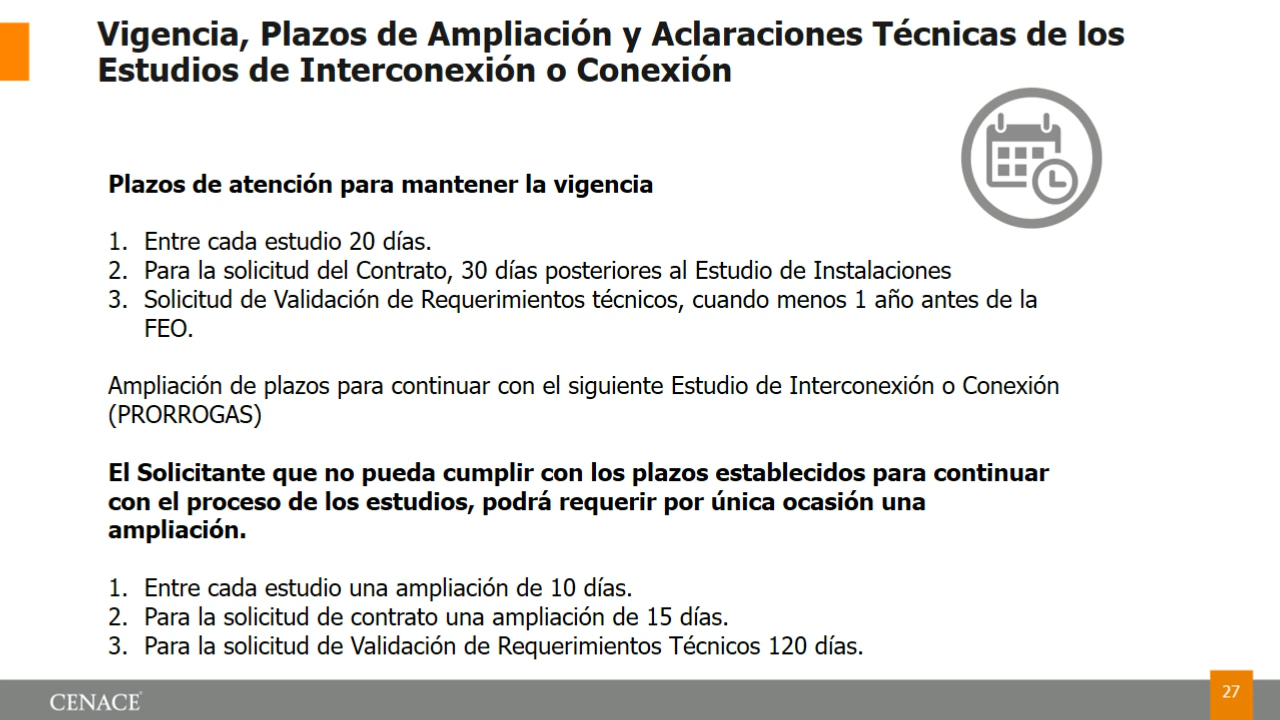 Vigencia, Plazos de Ampliación y Aclaraciones Técnicas de los
Estudios de Interconexión o Conexión
Plazos de atención para mantener la vigencia
1. Entre cada estudio 20 días.
2. Para la solicitud del Contrato, 30 días posteriores al Estudio de Instalaciones
3. Solicitud de Validación de Requerimientos técnicos, cuando menos 1 año antes de la
FEO.
Ampliación de plazos para continuar con el siguiente Estudio de Interconexión o Conexión
(PRORROGAS)
El Solicitante que no pueda cumplir con los plazos establecidos para continuar
con el proceso de los estudios, podrá requerir por única ocasión una
ampliación.
1. Entre cada estudio una ampliación de 10 días.
2. Para la solicitud de contrato una ampliación de 15 días.
3. Para la solicitud de Validación de Requerimientos Técnicos 120 días.
CENACE
27